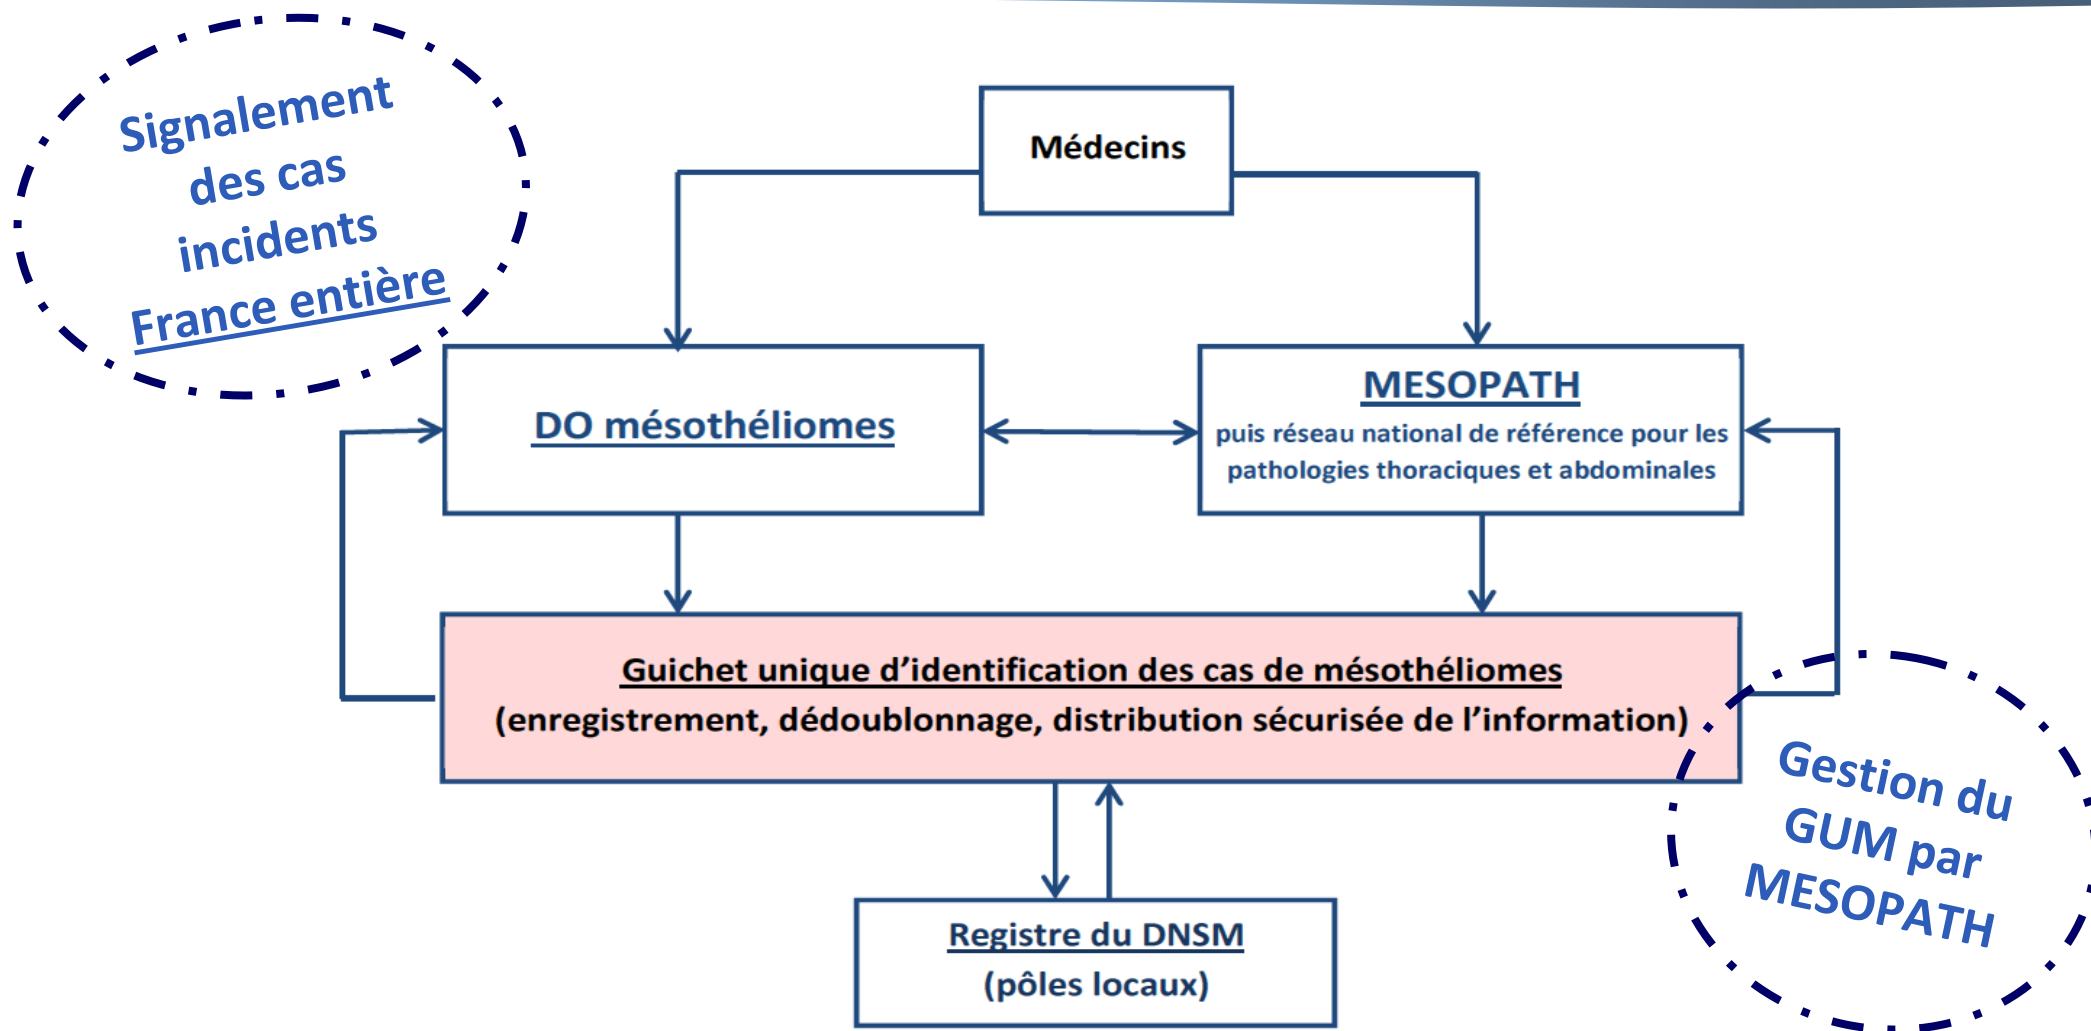 Signalement
des cas
incidents
France entière
Médecins
DO mésothéliomes
MESOPATH
puis réseau national de référence pour les
pathologies thoraciques et abdominales
Guichet unique d’identification des cas de mésothéliomes
(enregistrement, dédoublonnage, distribution sécurisée de l’information)
Gestion du
GUM par
MESOPATH
Registre du DNSM
(pôles locaux)